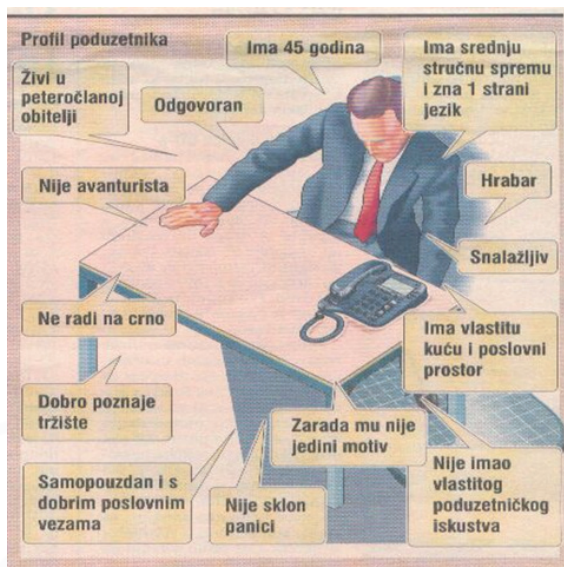 Profil poduzetnika
Ima 45 godina
Ima srednju
stručnu spremu
i zna 1 strani
jezik
Živi u
peteročlanoj
obitelji
Odgovoran
Nije avanturista
Hrabar
Snalažljiv
Ne radi na crno
Ima vlastitu
kuću i poslovni
prostor
Dobro poznaje
tržište
Zarada mu nije
jedini motiv
Samopouzdan i s
dobrim poslovnim
vezama
Nije sklon
panici
Nije imao
vlastitog
poduzetničkog
iskustva